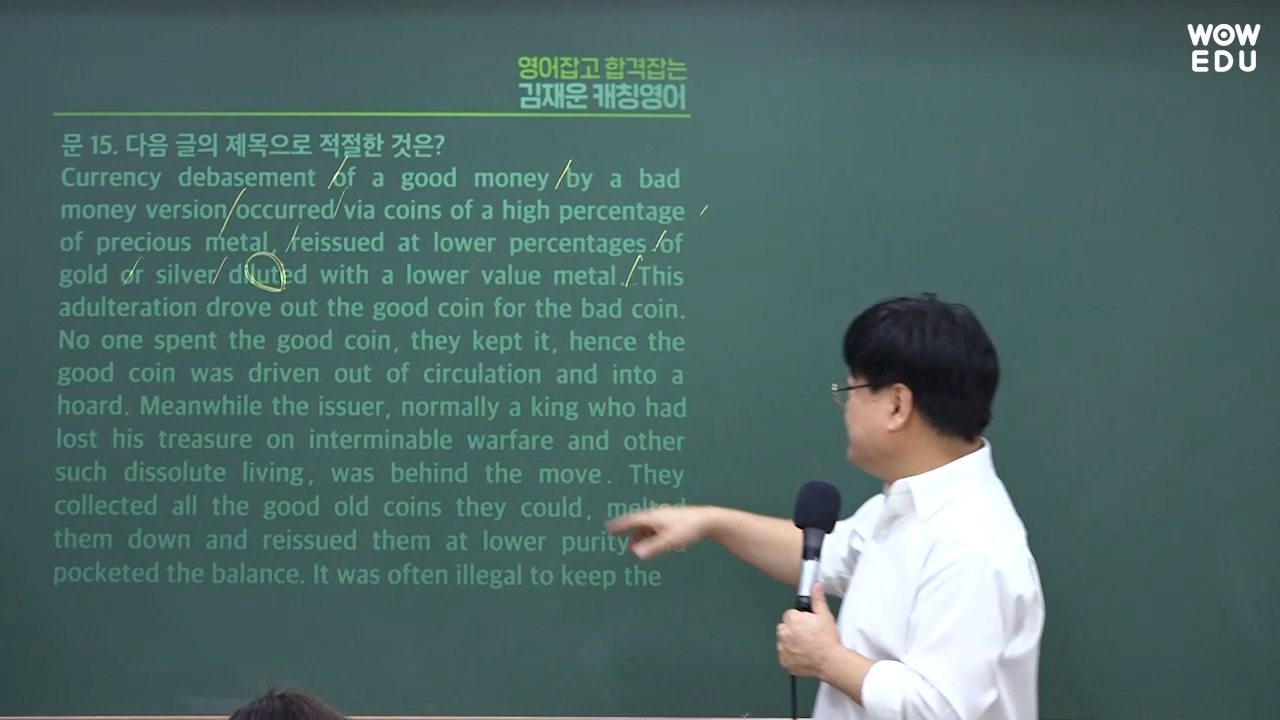 WOW
EDU
영어잡고 합격잡는
김재운 캐칭영어
문 15. 다음 글의 제목으로 적절한 것은?
Currency debasement of a good money by a bad
money version occurred via coins of a high percentage
of precious metal, reissued at lower percentages of
gold or silver diluted with a lower value metal. This
adulteration drove out the good coin for the bad coin.
No one spent the good coin, they kept it, hence the
good coin was driven out of circulation and into a
hoard. Meanwhile the issuer, normally a king who had
lost his treasure on interminable warfare and other
such dissolute living, was behind the move. They
collected all the good old coins they could, melted
them down and reissued them at lower purity
pocketed the balance. It was often illegal to keep the